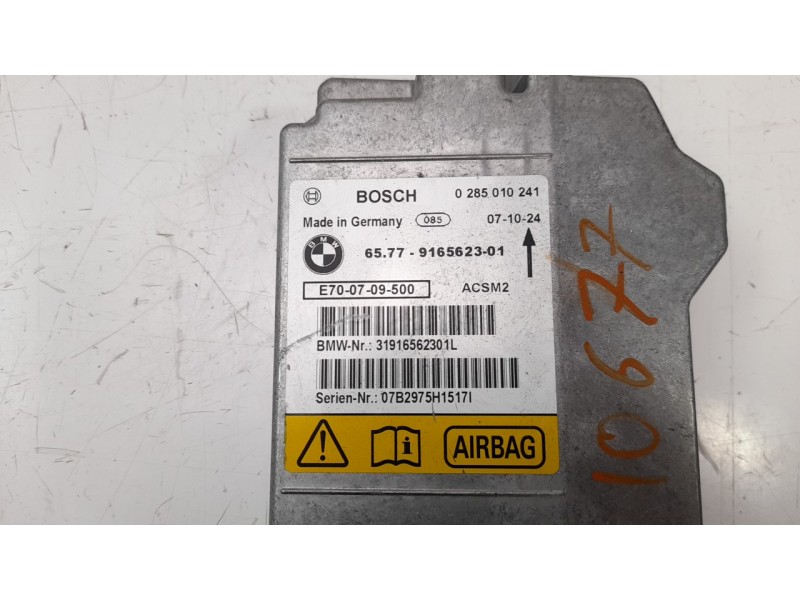 BOSCH 0 285 010 241
Made in Germany 085 07-10-24
BMW 65.77 - 9165623-01
E70-07-09-500 ACSM2
BMW-Nr.: 31916562301L
Serien-Nr.: 07B2975H1517I
! i AIRBAG
10677